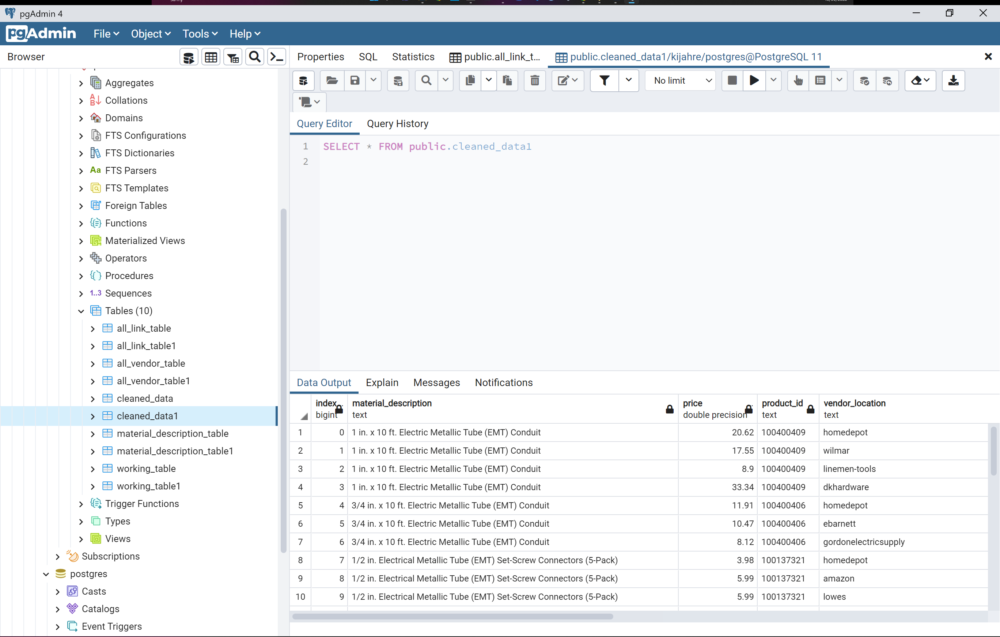 Sunny
pgAdmin 4
pgAdmin File Object Tools Help
Browser
Properties SQL Statistics public.all_link_t... public.cleaned_data1/kijahre/postgres@PostgreSQL 11
No limit
Query Editor Query History
1 SELECT * FROM public.cleaned_data1
2
Aggregates
Collations
Domains
FTS Configurations
FTS Dictionaries
Aa FTS Parsers
FTS Templates
Foreign Tables
Functions
Materialized Views
Operators
Procedures
1..3 Sequences
Tables (10)
all_link_table
all_link_table1
all_vendor_table
all_vendor_table1
cleaned_data
cleaned_data1
material_description_table
material_description_table1
working_table
working_table1
Trigger Functions
Types
Views
Subscriptions
postgres
Casts
Catalogs
Event Triggers
Data Output Explain Messages Notifications
index material_description price product_id vendor_location
bigint text double precision text text
1 0 1 in. x 10 ft. Electric Metallic Tube (EMT) Conduit 20.62 100400409 homedepot
2 1 1 in. x 10 ft. Electric Metallic Tube (EMT) Conduit 17.55 100400409 wilmar
3 2 1 in. x 10 ft. Electric Metallic Tube (EMT) Conduit 8.9 100400409 linemen-tools
4 3 1 in. x 10 ft. Electric Metallic Tube (EMT) Conduit 33.34 100400409 dkhardware
5 4 3/4 in. x 10 ft. Electric Metallic Tube (EMT) Conduit 11.91 100400406 homedepot
6 5 3/4 in. x 10 ft. Electric Metallic Tube (EMT) Conduit 10.47 100400406 ebarnett
7 6 3/4 in. x 10 ft. Electric Metallic Tube (EMT) Conduit 8.12 100400406 gordonelectricsupply
8 7 1/2 in. Electrical Metallic Tube (EMT) Set-Screw Connectors (5-Pack) 3.98 100137321 homedepot
9 8 1/2 in. Electrical Metallic Tube (EMT) Set-Screw Connectors (5-Pack) 5.99 100137321 amazon
10 9 1/2 in. Electrical Metallic Tube (EMT) Set-Screw Connectors (5-Pack) 5.99 100137321 lowes